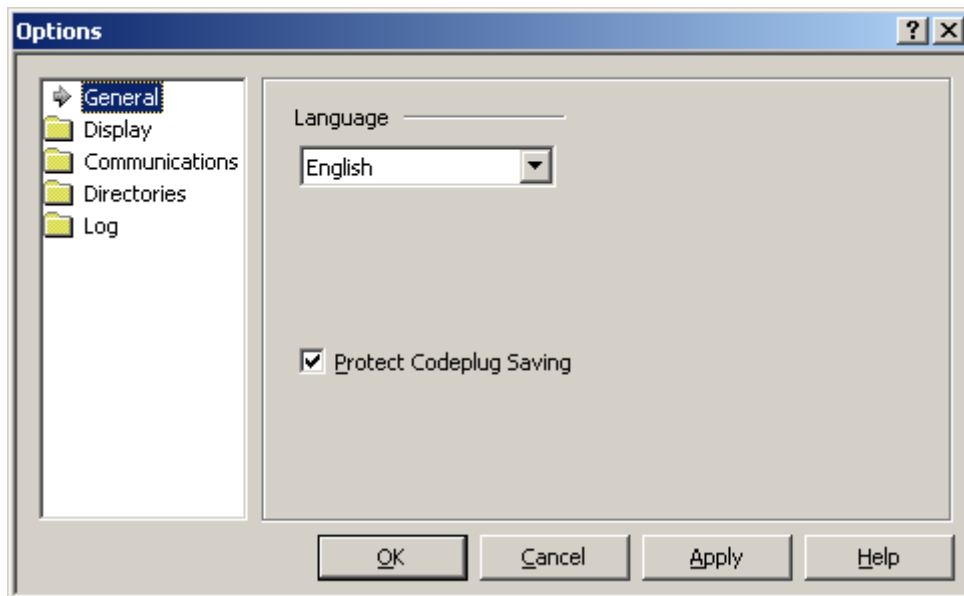 Options
General
Display
Communications
Directories
Log
Language
English
Protect Codeplug Saving
OK
Cancel
Apply
Help